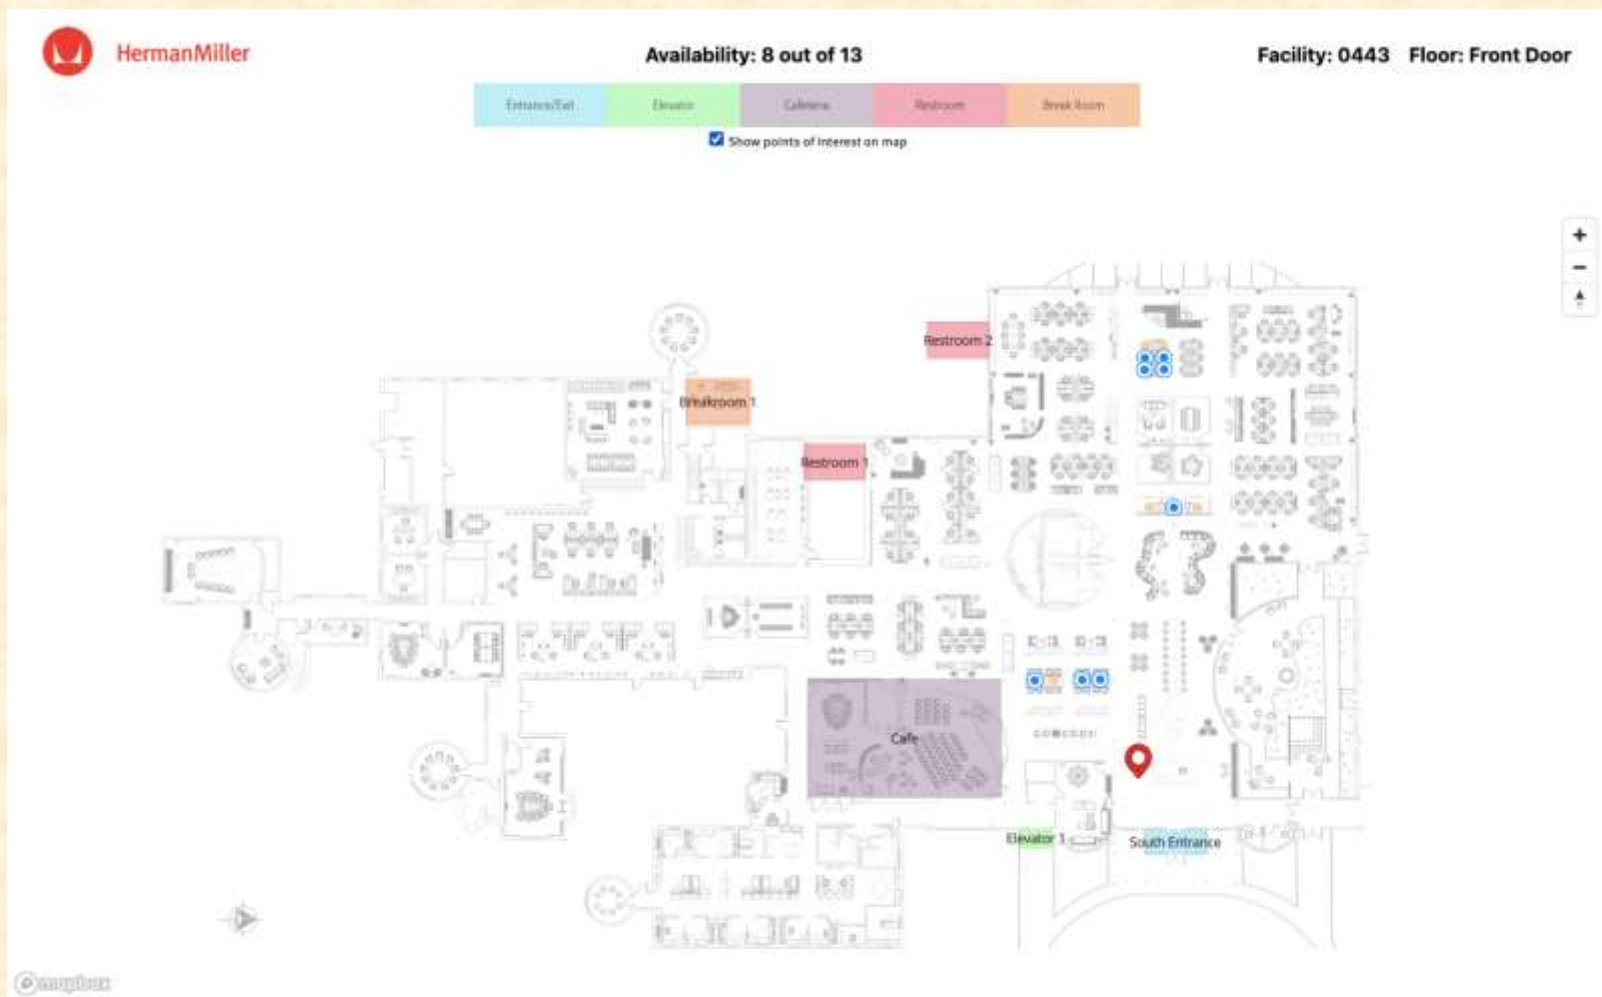 HermanMiller
Availability: 8 out of 13
Facility: 0443 Floor: Front Door
Entrance/Exit
Elevator
Cafeteria
Restroom
Break Room
Show points of interest on map
Restroom 2
Breakroom 1
Restroom 1
Cafe
Elevator 1
South Entrance
mapbox